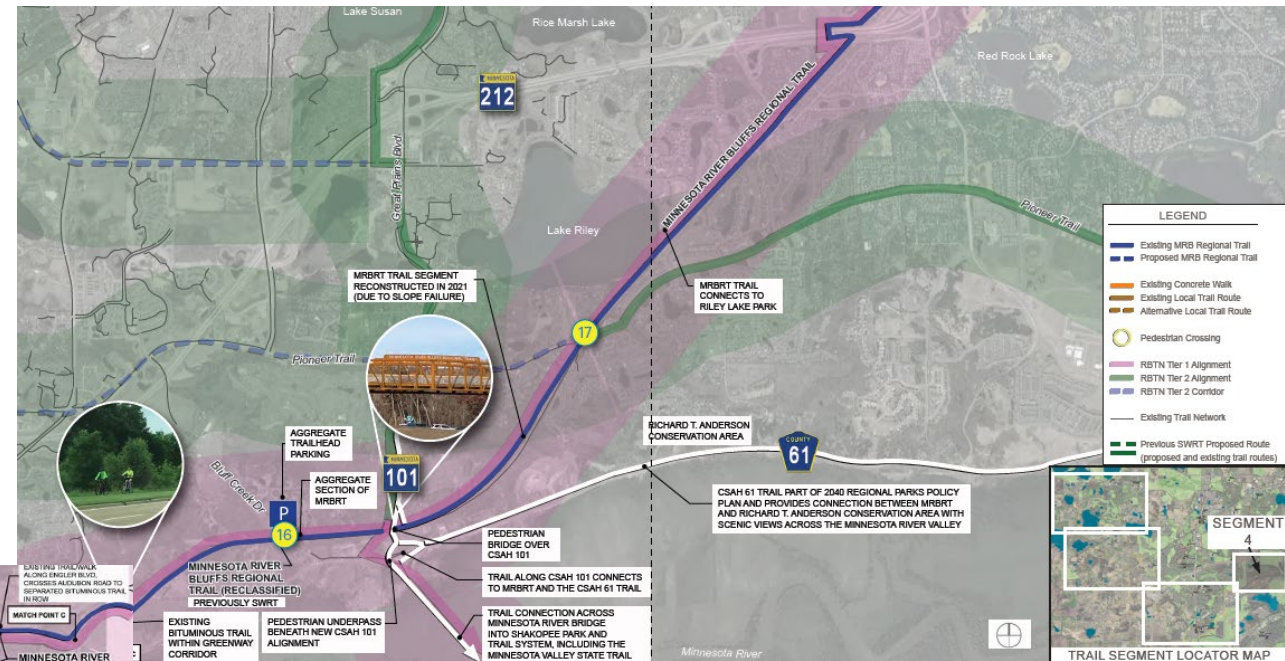 Lake Susan
Rice Marsh Lake
Red Rock Lake
MINNESOTA
212
Great Plains Blvd
MINNESOTA RIVER BLUFFS REGIONAL TRAIL
Lake Riley
Pioneer Trail
MRBRT TRAIL SEGMENT
RECONSTRUCTED IN 2021
(DUE TO SLOPE FAILURE)
MRBRT TRAIL
CONNECTS TO
RILEY LAKE PARK
17
Pioneer Trail
MINNESOTA RIVER BLUFFS REGIONAL TRAIL
LEGEND
Existing MRB Regional Trail
Proposed MRB Regional Trail
Existing Concrete Walk
Existing Local Trail Route
Alternative Local Trail Route
Pedestrian Crossing
RBTN Tier 1 Alignment
RBTN Tier 2 Alignment
RBTN Tier 2 Corridor
Existing Trail Network
Previous SWRT Proposed Route
(proposed and existing trail routes)
AGGREGATE
TRAILHEAD
PARKING
AGGREGATE
SECTION OF
MRBRT
Bluff Creek Dr
P
16
MINNESOTA
101
RICHARD T. ANDERSON
CONSERVATION AREA
COUNTY
61
CSAH 61 TRAIL PART OF 2040 REGIONAL PARKS POLICY
PLAN AND PROVIDES CONNECTION BETWEEN MRBRT
AND RICHARD T. ANDERSON CONSERVATION AREA WITH
SCENIC VIEWS ACROSS THE MINNESOTA RIVER VALLEY
PEDESTRIAN
BRIDGE OVER
CSAH 101
TRAIL ALONG CSAH 101 CONNECTS
TO MRBRT AND THE CSAH 61 TRAIL
TRAIL CONNECTION ACROSS
MINNESOTA RIVER BRIDGE
INTO SHAKOPEE PARK AND
TRAIL SYSTEM, INCLUDING THE
MINNESOTA VALLEY STATE TRAIL
PEDESTRIAN UNDERPASS
BENEATH NEW CSAH 101
ALIGNMENT
MINNESOTA RIVER
BLUFFS REGIONAL
TRAIL (RECLASSIFIED)
PREVIOUSLY SWRT
EXISTING TRAIL/WALK
ALONG ENGLER BLVD,
CROSSES AUDUBON ROAD TO
SEPARATED BITUMINOUS TRAIL
IN ROW
MATCH POINT C
EXISTING
BITUMINOUS TRAIL
WITHIN GREENWAY
CORRIDOR
MINNESOTA RIVER
Minnesota River
SEGMENT
4
TRAIL SEGMENT LOCATOR MAP